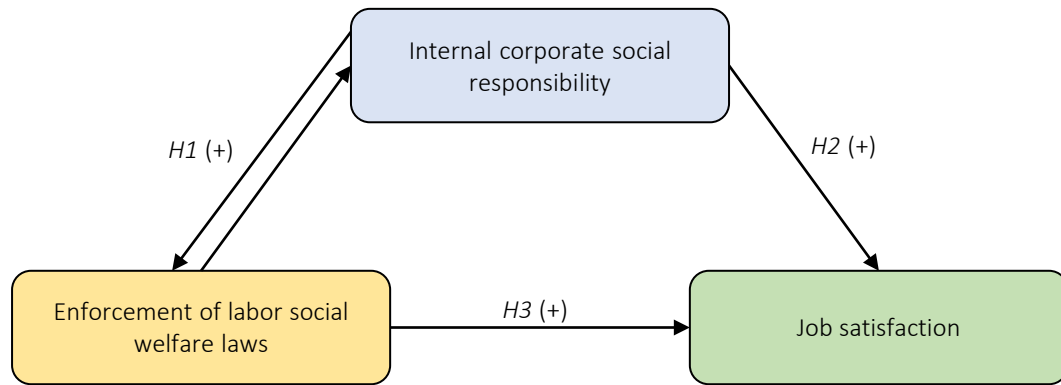 Internal corporate social
responsibility
H1 (+)
H2 (+)
Enforcement of labor social
welfare laws
H3 (+)
Job satisfaction